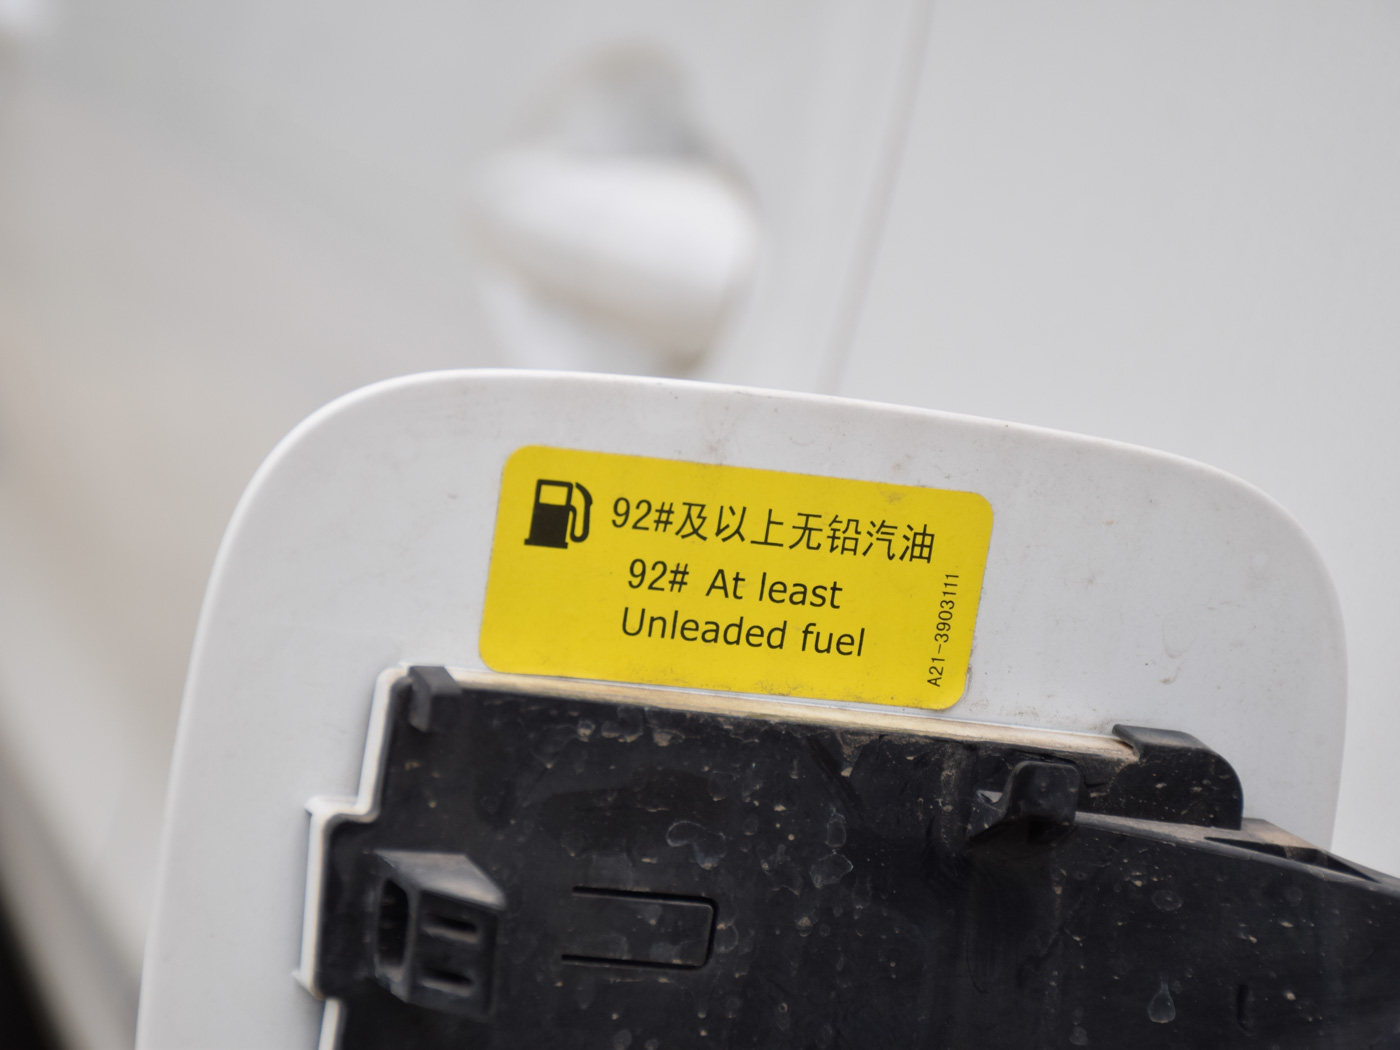 92#及以上无铅汽油
92# At least
Unleaded fuel
A21-3903111